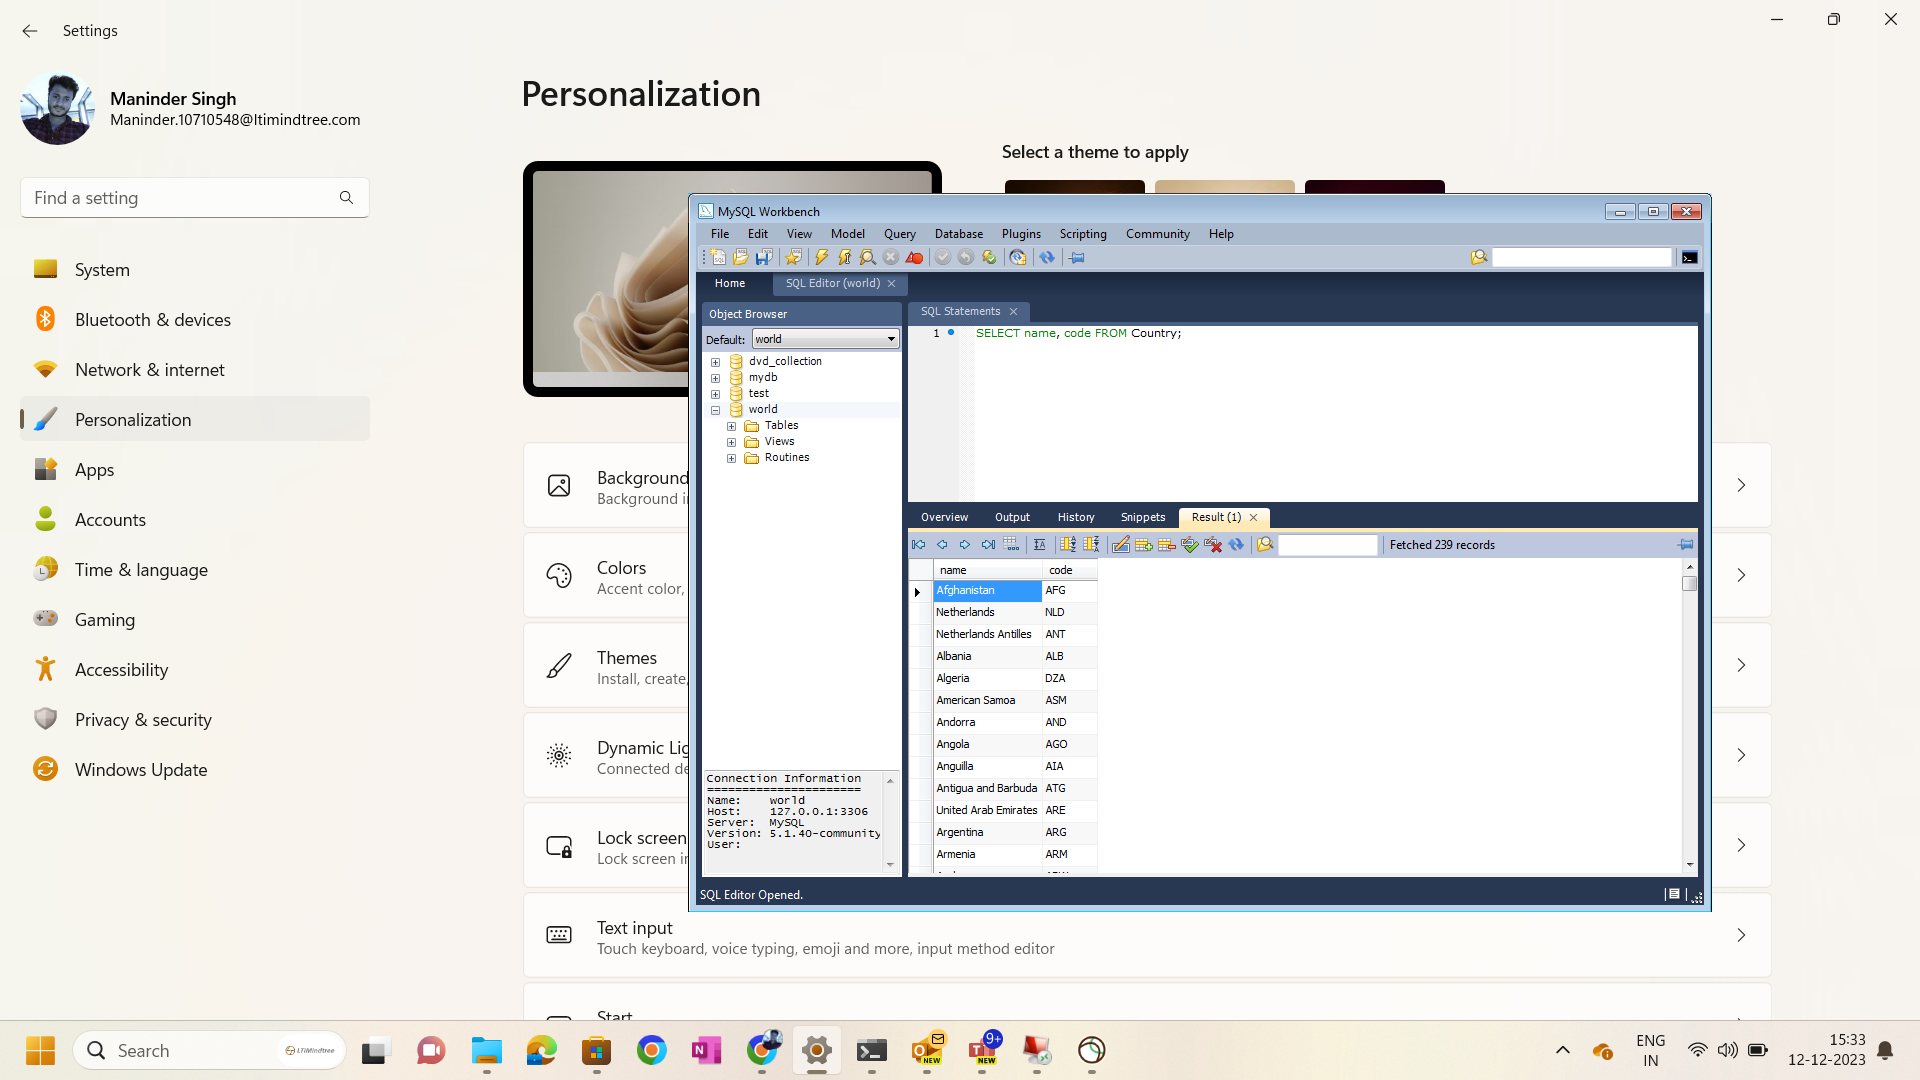 Settings
Maninder Singh
Maninder.10710548@ltimindtree.com
Find a setting
System
Bluetooth & devices
Network & internet
Personalization
Apps
Accounts
Time & language
Gaming
Accessibility
Privacy & security
Windows Update
Personalization
Select a theme to apply
Background
Background
Colors
Accent color,
Themes
Install, create,
Dynamic
Connected
Lock screen
Lock screen
Text input
Touch keyboard, voice typing, emoji and more, input method editor
Start
MySQL Workbench
File Edit View Model Query Database Plugins Scripting Community Help
Home SQL Editor (world)
Object Browser
Default: world
dvd_collection
mydb
test
world
Tables
Views
Routines
Connection Information
======================
Name: world
Host: 127.0.0.1:3306
Server: MySQL
Version: 5.1.40-community
User:
SQL Statements
1 SELECT name, code FROM Country;
Overview Output History Snippets Result (1)
Fetched 239 records
name code
Afghanistan AFG
Netherlands NLD
Netherlands Antilles ANT
Albania ALB
Algeria DZA
American Samoa ASM
Andorra AND
Angola AGO
Anguilla AIA
Antigua and Barbuda ATG
United Arab Emirates ARE
Argentina ARG
Armenia ARM
SQL Editor Opened.
Search LTIMindtree
NEW
9+
NEW
ENG
IN
15:33
12-12-2023